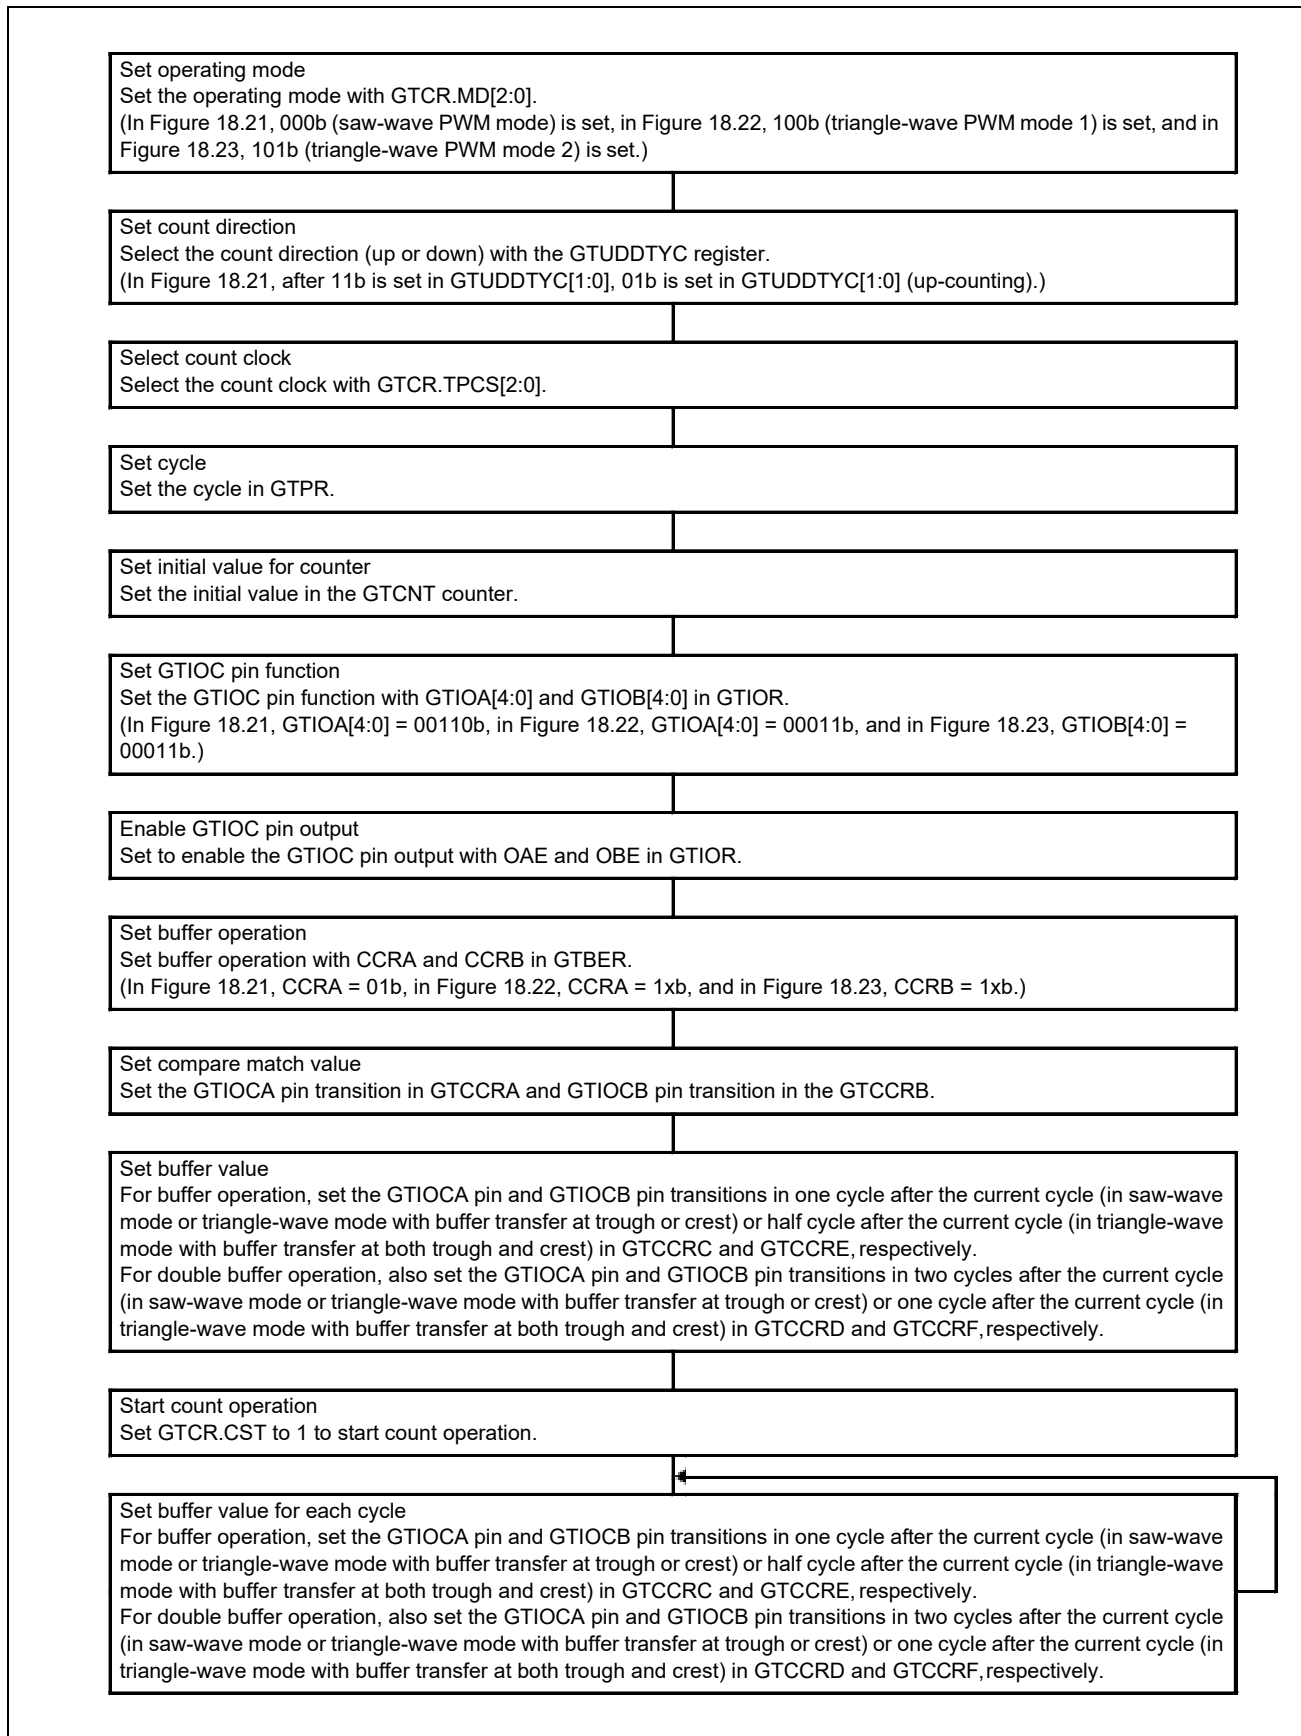 Set operating mode
Set the operating mode with GTCR.MD[2:0].
(In Figure 18.21, 000b (saw-wave PWM mode) is set, in Figure 18.22, 100b (triangle-wave PWM mode 1) is set, and in
Figure 18.23, 101b (triangle-wave PWM mode 2) is set.)
Set count direction
Select the count direction (up or down) with the GTUDDTYC register.
(In Figure 18.21, after 11b is set in GTUDDTYC[1:0], 01b is set in GTUDDTYC[1:0] (up-counting).)
Select count clock
Select the count clock with GTCR.TPCS[2:0].
Set cycle
Set the cycle in GTPR.
Set initial value for counter
Set the initial value in the GTCNT counter.
Set GTIOC pin function
Set the GTIOC pin function with GTIOA[4:0] and GTIOB[4:0] in GTIOR.
(In Figure 18.21, GTIOA[4:0] = 00110b, in Figure 18.22, GTIOA[4:0] = 00011b, and in Figure 18.23, GTIOB[4:0] =
00011b.)
Enable GTIOC pin output
Set to enable the GTIOC pin output with OAE and OBE in GTIOR.
Set buffer operation
Set buffer operation with CCRA and CCRB in GTBER.
(In Figure 18.21, CCRA = 01b, in Figure 18.22, CCRA = 1xb, and in Figure 18.23, CCRB = 1xb.)
Set compare match value
Set the GTIOCA pin transition in GTCCRA and GTIOCB pin transition in the GTCCRB.
Set buffer value
For buffer operation, set the GTIOCA pin and GTIOCB pin transitions in one cycle after the current cycle (in saw-wave
mode or triangle-wave mode with buffer transfer at trough or crest) or half cycle after the current cycle (in triangle-wave
mode with buffer transfer at both trough and crest) in GTCCRC and GTCCRE, respectively.
For double buffer operation, also set the GTIOCA pin and GTIOCB pin transitions in two cycles after the current cycle
(in saw-wave mode or triangle-wave mode with buffer transfer at trough or crest) or one cycle after the current cycle (in
triangle-wave mode with buffer transfer at both trough and crest) in GTCCRD and GTCCRF, respectively.
Start count operation
Set GTCR.CST to 1 to start count operation.
Set buffer value for each cycle
For buffer operation, set the GTIOCA pin and GTIOCB pin transitions in one cycle after the current cycle (in saw-wave
mode or triangle-wave mode with buffer transfer at trough or crest) or half cycle after the current cycle (in triangle-wave
mode with buffer transfer at both trough and crest) in GTCCRC and GTCCRE, respectively.
For double buffer operation, also set the GTIOCA pin and GTIOCB pin transitions in two cycles after the current cycle
(in saw-wave mode or triangle-wave mode with buffer transfer at trough or crest) or one cycle after the current cycle (in
triangle-wave mode with buffer transfer at both trough and crest) in GTCCRD and GTCCRF, respectively.